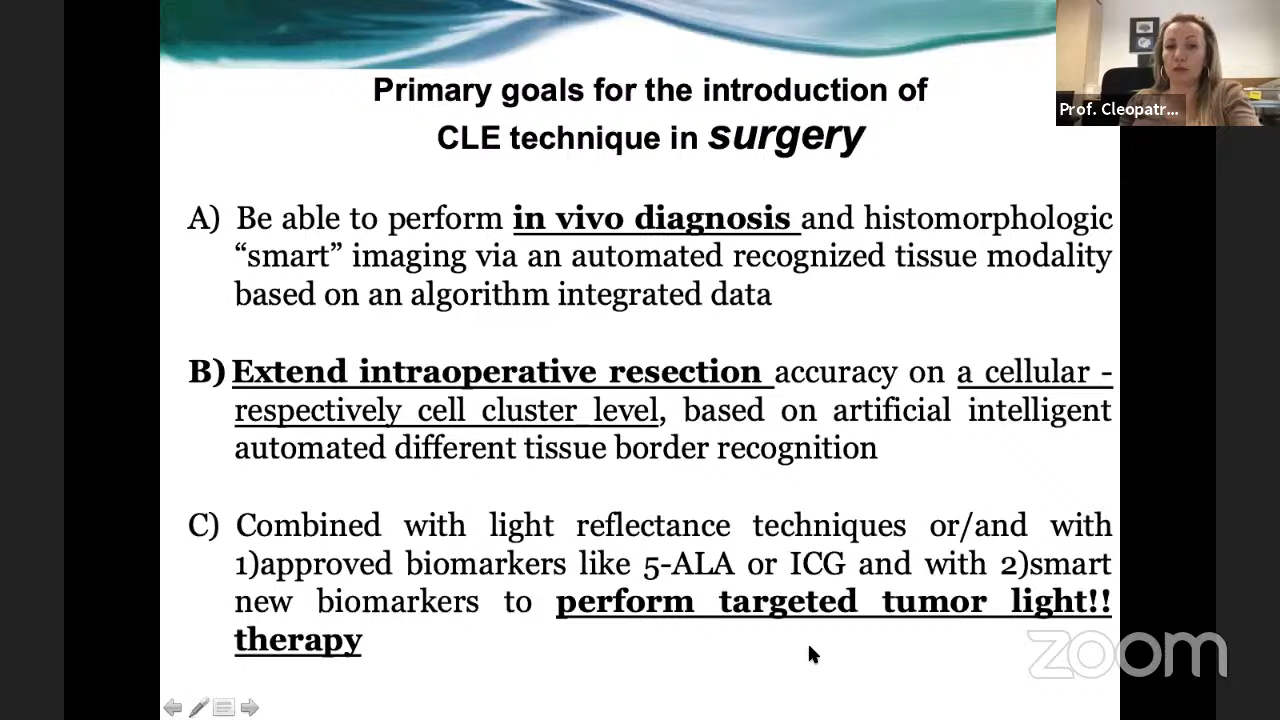 Primary goals for the introduction of
CLE technique in surgery
Prof. Cleopatr...
A) Be able to perform in vivo diagnosis and histomorphologic
“smart” imaging via an automated recognized tissue modality
based on an algorithm integrated data
B) Extend intraoperative resection accuracy on a cellular -
respectively cell cluster level, based on artificial intelligent
automated different tissue border recognition
C) Combined with light reflectance techniques or/and with
1)approved biomarkers like 5-ALA or ICG and with 2)smart
new biomarkers to perform targeted tumor light!!
therapy
zoom